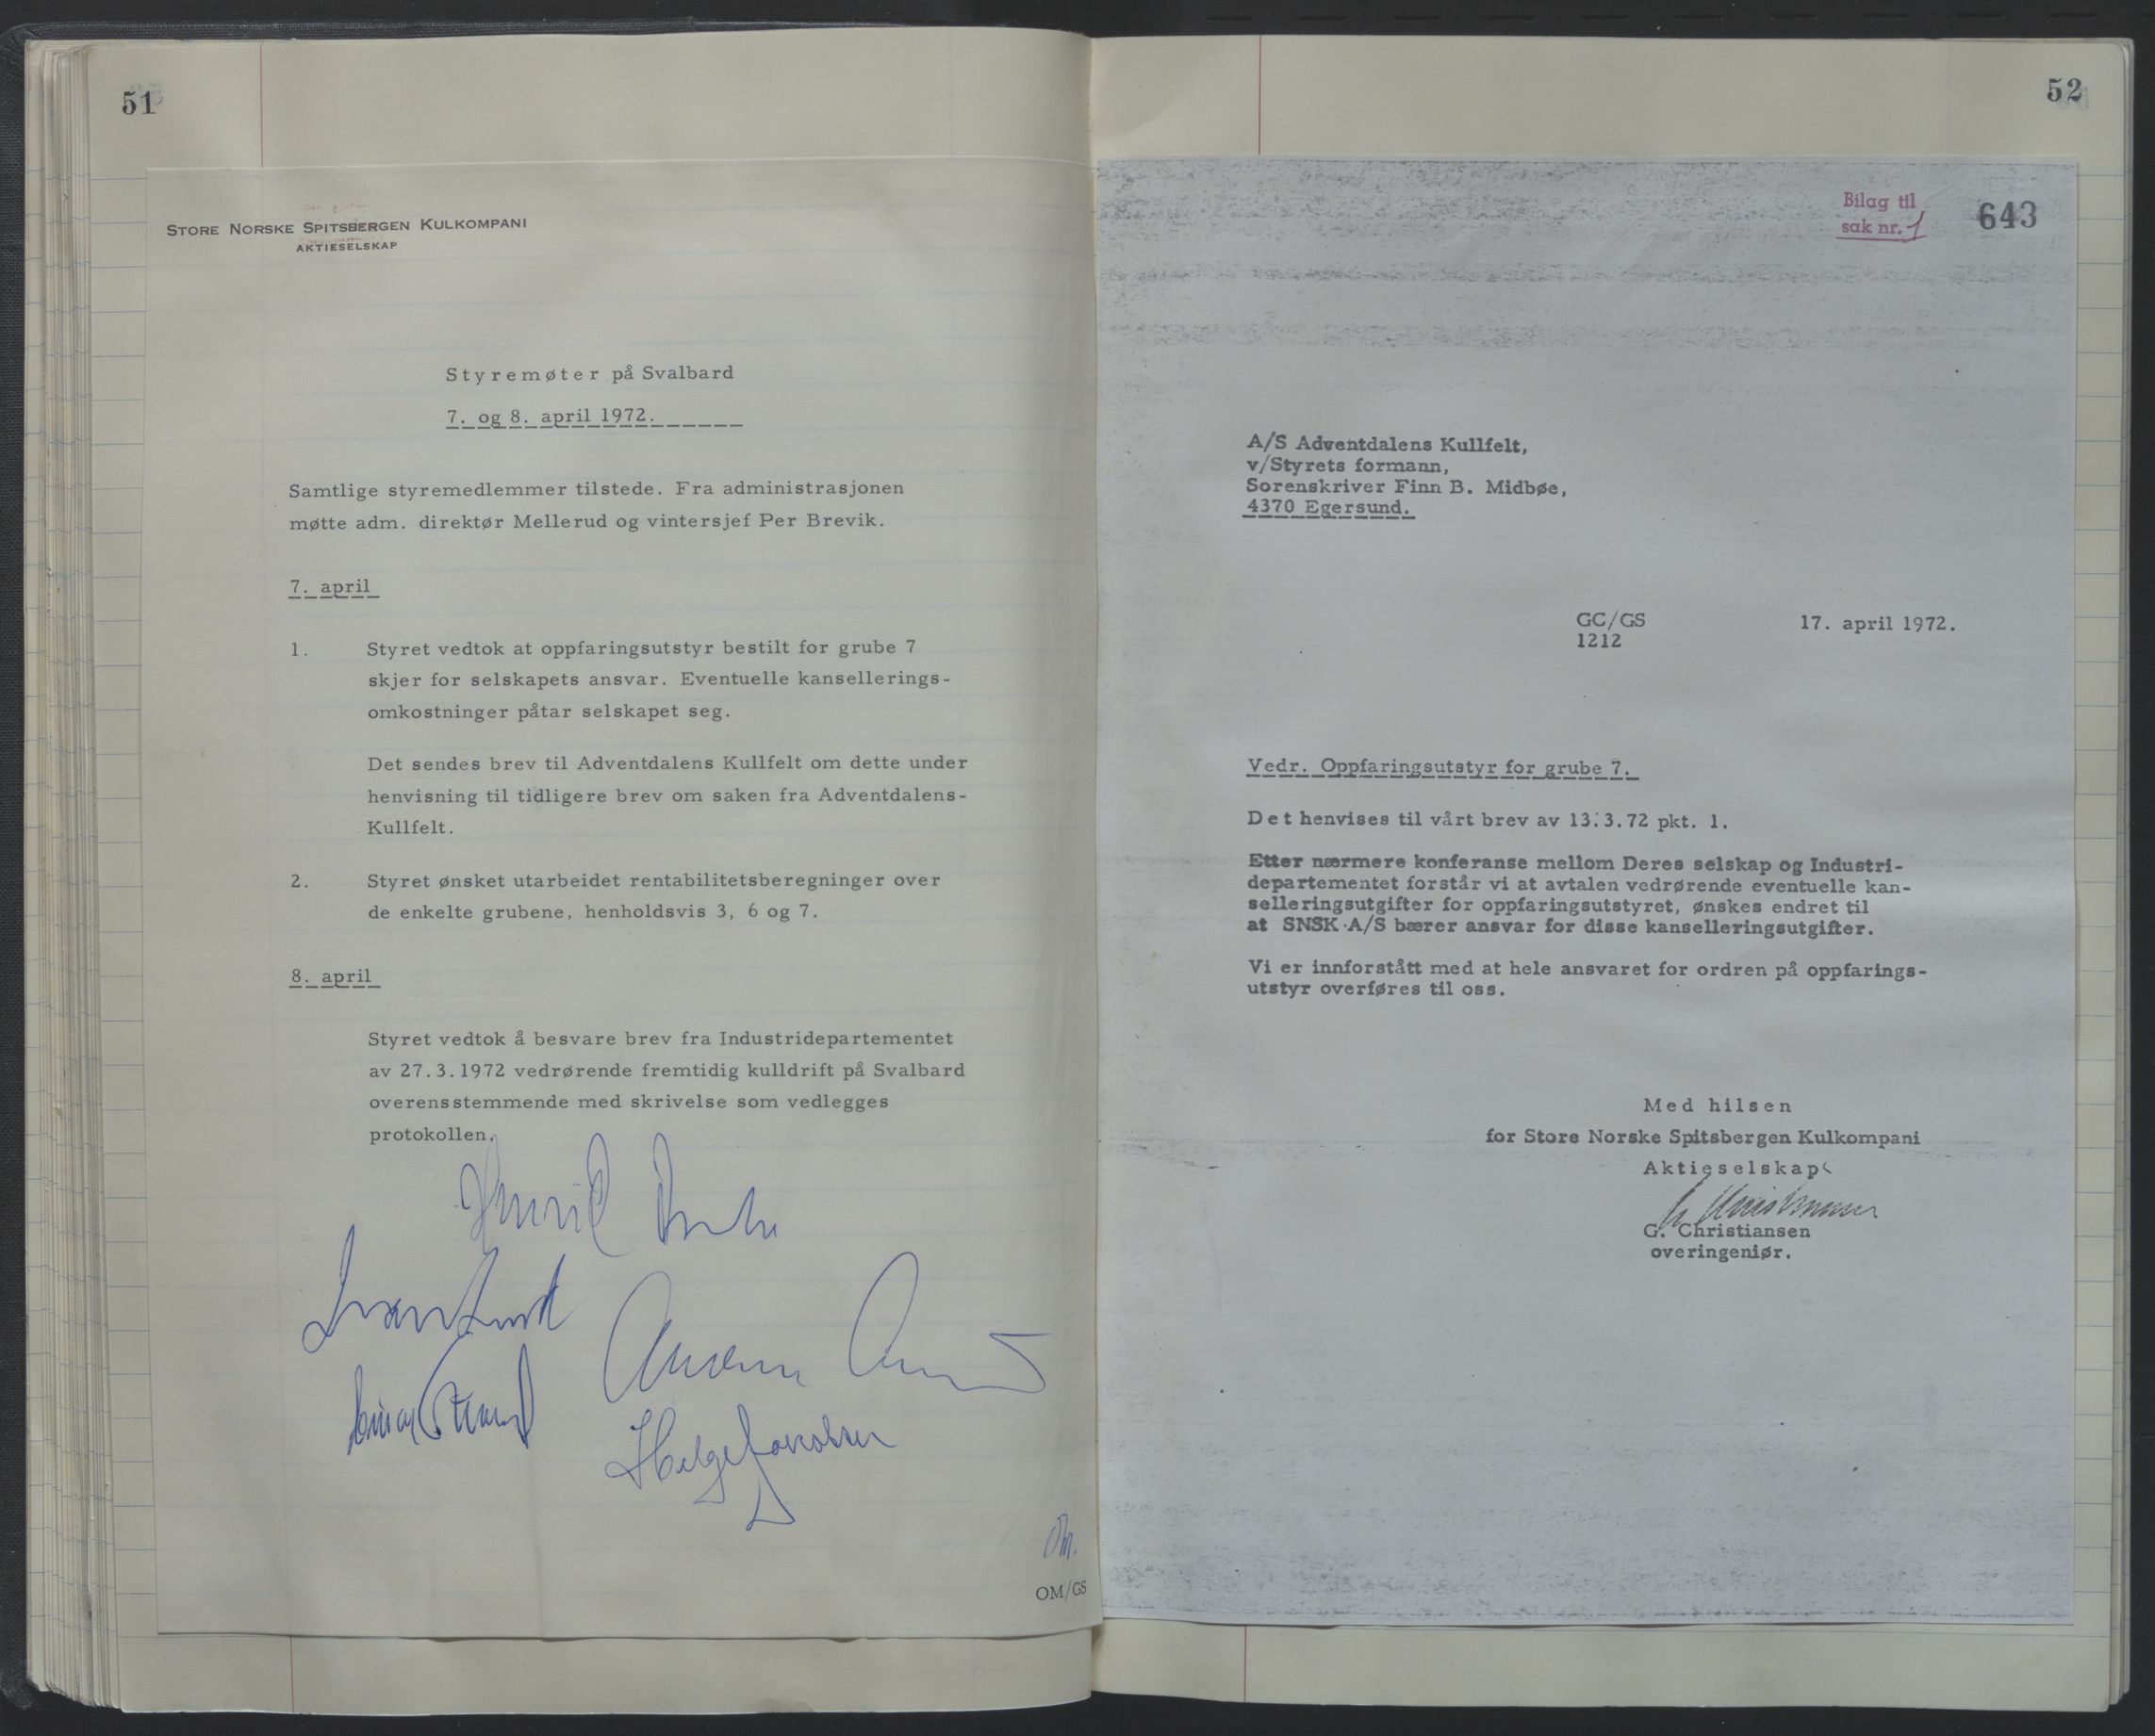 51
STORE NORSKE SPITSBERGEN KULKOMPANI
AKTIESELSKAP
Styremøter på Svalbard
7. og 8. april 1972.
Samtlige styremedlemmer tilstede. Fra administrasjonen
møtte adm. direktør Mellerud og vintersjef Per Brevik.
7. april
1. Styret vedtok at oppfaringsutstyr bestilt for grube 7
skjer for selskapets ansvar. Eventuelle kansellerings-
omkostninger påtar selskapet seg.
Det sendes brev til Adventdalens Kullfelt om dette under
henvisning til tidligere brev om saken fra Adventdalens-
Kullfelt.
2. Styret ønsket utarbeidet rentabilitetsberegninger over
de enkelte grubene, henholdsvis 3, 6 og 7.
8. april
Styret vedtok å besvare brev fra Industridepartementet
av 27.3.1972 vedrørende fremtidig kulldrift på Svalbard
overensstemmende med skrivelse som vedlegges
protokollen.
Helge Jakobsen
OM.
OM/GS
52
Bilag til
sak nr. 1
643
A/S Adventdalens Kullfelt,
v/Styrets formann,
Sorenskriver Finn B. Midbøe,
4370 Egersund.
GC/GS
1212
17. april 1972.
Vedr. Oppfaringsutstyr for grube 7.
Det henvises til vårt brev av 13.3.72 pkt. 1.
Etter nærmere konferanse mellom Deres selskap og Industri-
departementet forstår vi at avtalen vedrørende eventuelle kan-
selleringsutgifter for oppfaringsutstyret, ønskes endret til
at SNSK A/S bærer ansvar for disse kanselleringsutgifter.
Vi er innforstått med at hele ansvaret for ordren på oppfarings-
utstyr overføres til oss.
Med hilsen
for Store Norske Spitsbergen Kulkompani
Aktieselskap
G. Christiansen
G. Christiansen
overingeniør.